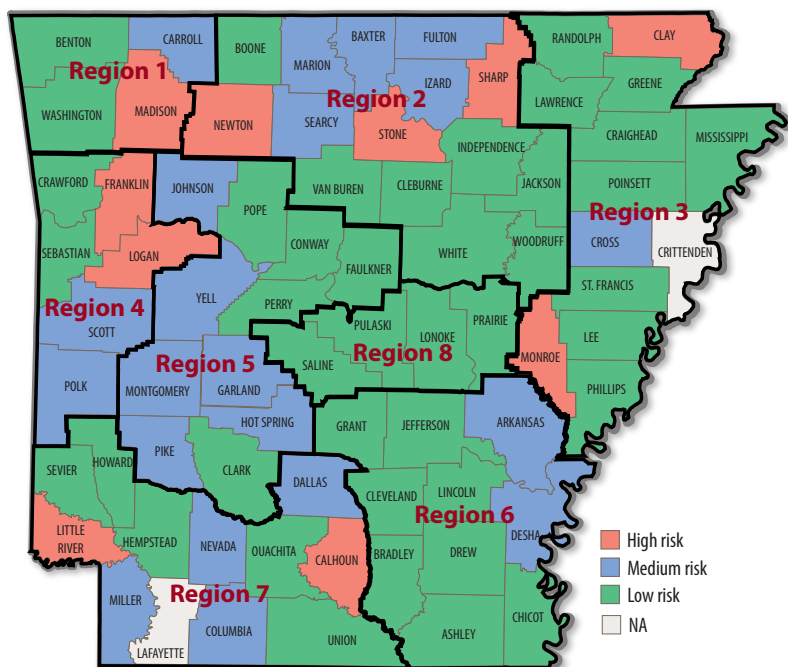 BENTON
CARROLL
BOONE
MARION
BAXTER
FULTON
RANDOLPH
CLAY
Region 1
Region 2
IZARD
SHARP
GREENE
WASHINGTON
MADISON
NEWTON
SEARCY
STONE
LAWRENCE
CRAIGHEAD
MISSISSIPPI
INDEPENDENCE
CRAWFORD
FRANKLIN
JOHNSON
POPE
VAN BUREN
CLEBURNE
JACKSON
POINSETT
Region 3
SEBASTIAN
LOGAN
CONWAY
FAULKNER
WHITE
WOODRUFF
CROSS
CRITTENDEN
Region 4
YELL
PERRY
ST. FRANCIS
SCOTT
PULASKI
LONOKE
PRAIRIE
MONROE
LEE
Region 5
Region 8
SALINE
POLK
MONTGOMERY
GARLAND
PHILLIPS
HOT SPRING
GRANT
JEFFERSON
ARKANSAS
PIKE
CLARK
SEVIER
HOWARD
DALLAS
CLEVELAND
LINCOLN
Region 6
DESHA
LITTLE
RIVER
HEMPSTEAD
NEVADA
OUACHITA
CALHOUN
BRADLEY
DREW
MILLER
Region 7
LAFAYETTE
COLUMBIA
UNION
ASHLEY
CHICOT
High risk
Medium risk
Low risk
NA